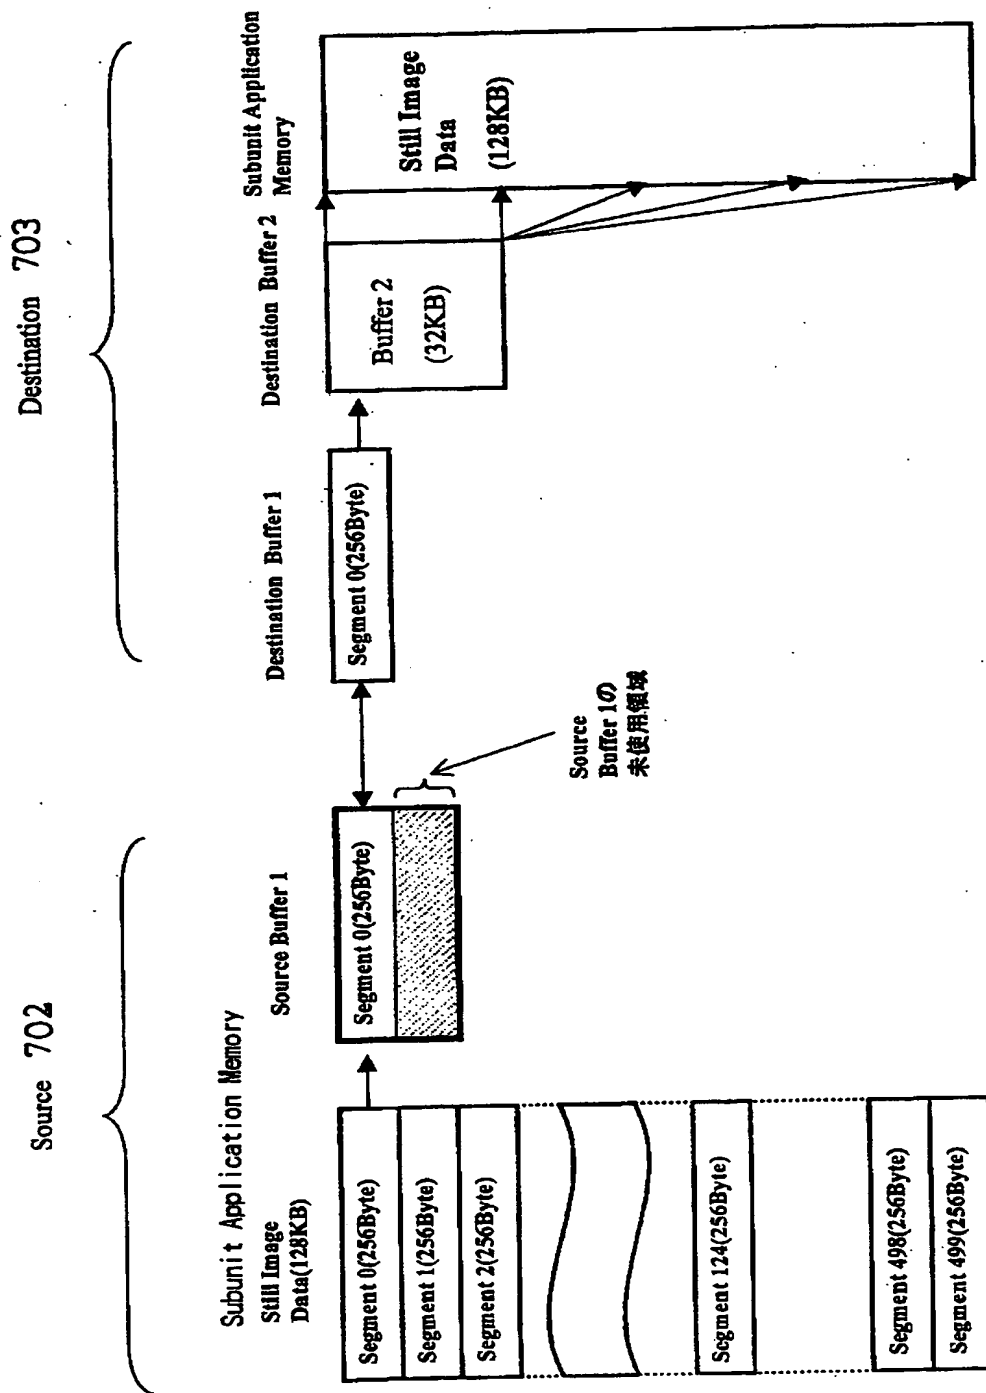 Source 702
Subunit Application Memory
Still Image
Data(128KB)
Segment 0(256Byte)
Segment 1(256Byte)
Segment 2(256Byte)
Segment 124(256Byte)
Segment 498(256Byte)
Segment 499(256Byte)
Source Buffer 1
Segment 0(256Byte)
Source
Buffer 1の
未使用領域
Destination 703
Destination Buffer 1
Segment 0(256Byte)
Destination Buffer 2
Buffer 2
(32KB)
Subunit Application
Memory
Still Image
Data
(128KB)